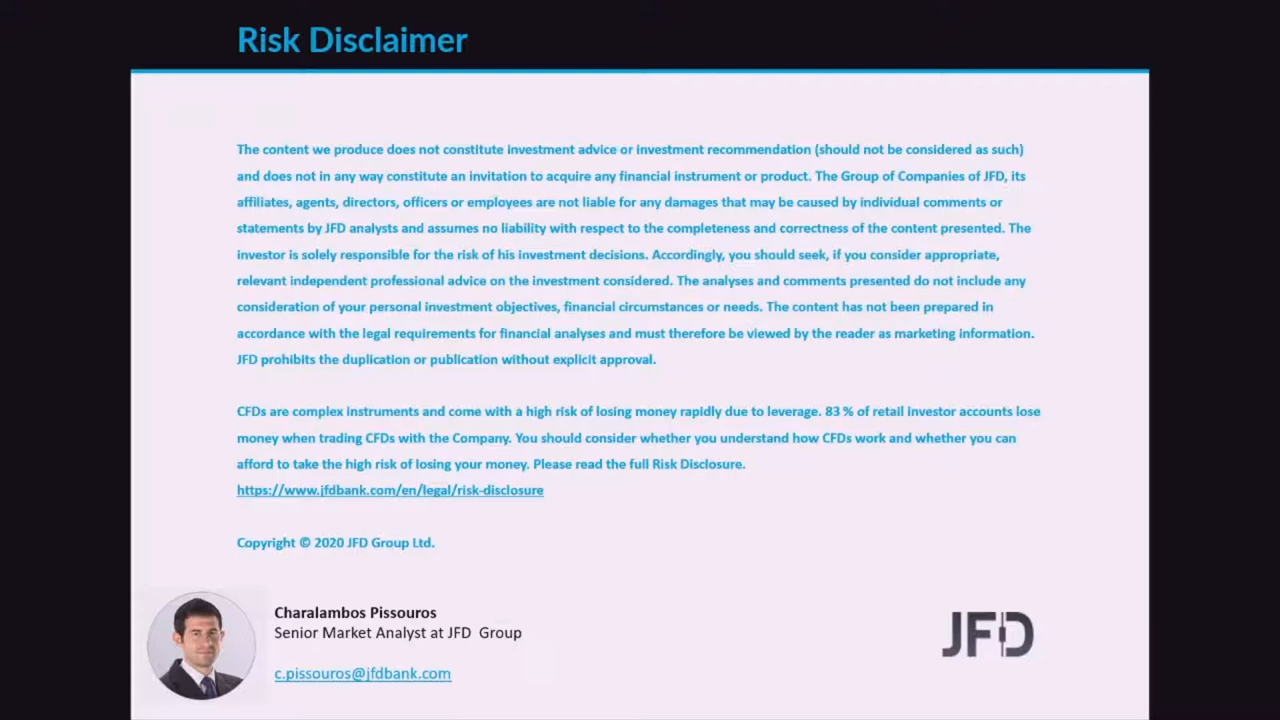 Risk Disclaimer
The content we produce does not constitute investment advice or investment recommendation (should not be considered as such)
and does not in any way constitute an invitation to acquire any financial instrument or product. The Group of Companies of JFD, its
affiliates, agents, directors, officers or employees are not liable for any damages that may be caused by individual comments or
statements by JFD analysts and assumes no liability with respect to the completeness and correctness of the content presented. The
investor is solely responsible for the risk of his investment decisions. Accordingly, you should seek, if you consider appropriate,
relevant independent professional advice on the investment considered. The analyses and comments presented do not include any
consideration of your personal investment objectives, financial circumstances or needs. The content has not been prepared in
accordance with the legal requirements for financial analyses and must therefore be viewed by the reader as marketing information.
JFD prohibits the duplication or publication without explicit approval.
CFDs are complex instruments and come with a high risk of losing money rapidly due to leverage. 83 % of retail investor accounts lose
money when trading CFDs with the Company. You should consider whether you understand how CFDs work and whether you can
afford to take the high risk of losing your money. Please read the full Risk Disclosure.
https://www.jfdbank.com/en/legal/risk-disclosure
Copyright © 2020 JFD Group Ltd.
Charalambos Pissouros
Senior Market Analyst at JFD Group
c.pissouros@jfdbank.com
JFD